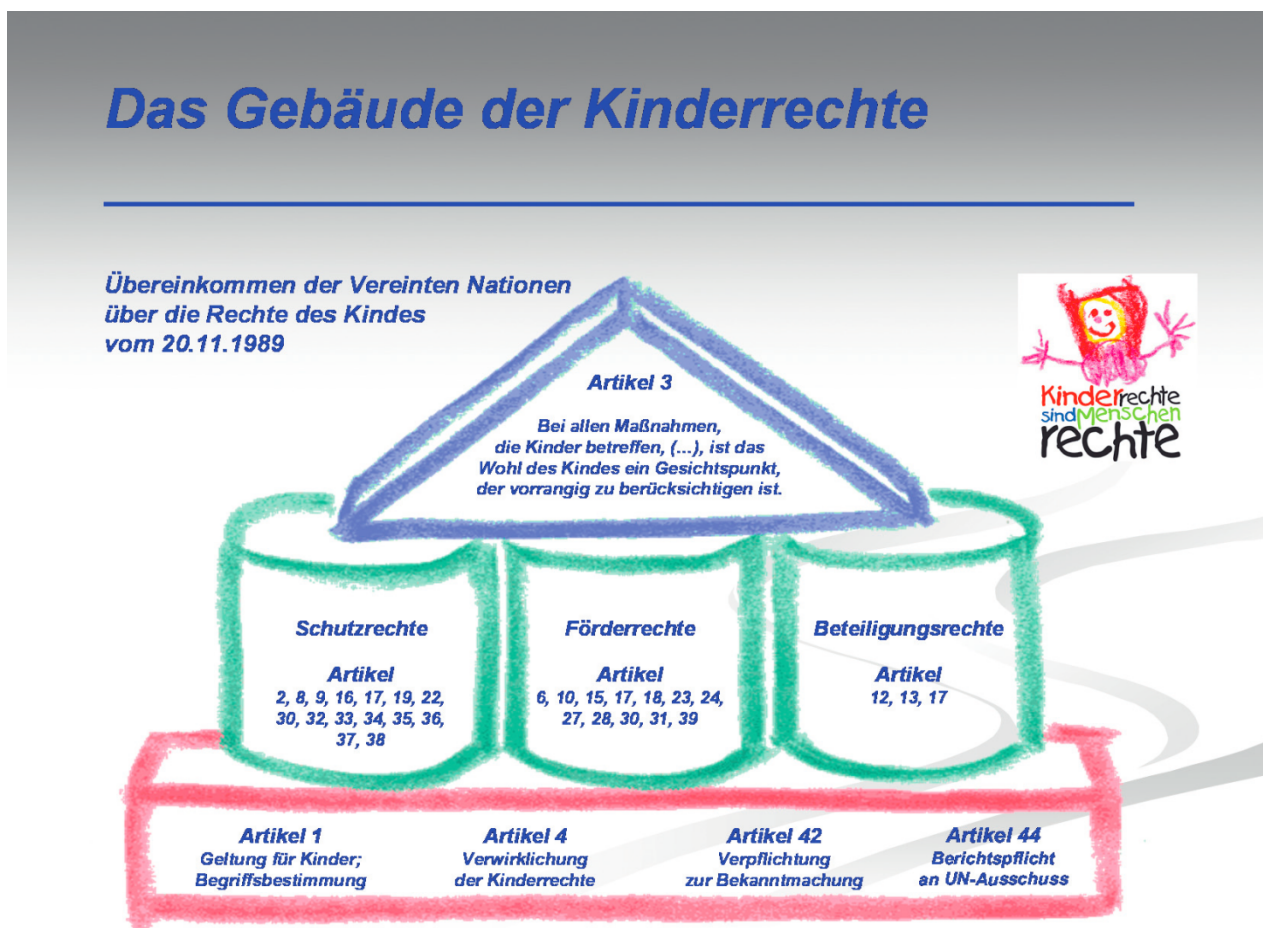 Das Gebäude der Kinderrechte
Übereinkommen der Vereinten Nationen
über die Rechte des Kindes
vom 20.11.1989
Kinderrechte
sind Menschen
rechte
Artikel 3
Bei allen Maßnahmen,
die Kinder betreffen, (...), ist das
Wohl des Kindes ein Gesichtspunkt,
der vorrangig zu berücksichtigen ist.
Schutzrechte
Artikel
2, 8, 9, 16, 17, 19, 22,
30, 32, 33, 34, 35, 36,
37, 38
Förderrechte
Artikel
6, 10, 15, 17, 18, 23, 24,
27, 28, 30, 31, 39
Beteiligungsrechte
Artikel
12, 13, 17
Artikel 1
Geltung für Kinder;
Begriffsbestimmung
Artikel 4
Verwirklichung
der Kinderrechte
Artikel 42
Verpflichtung
zur Bekanntmachung
Artikel 44
Berichtspflicht
an UN-Ausschuss